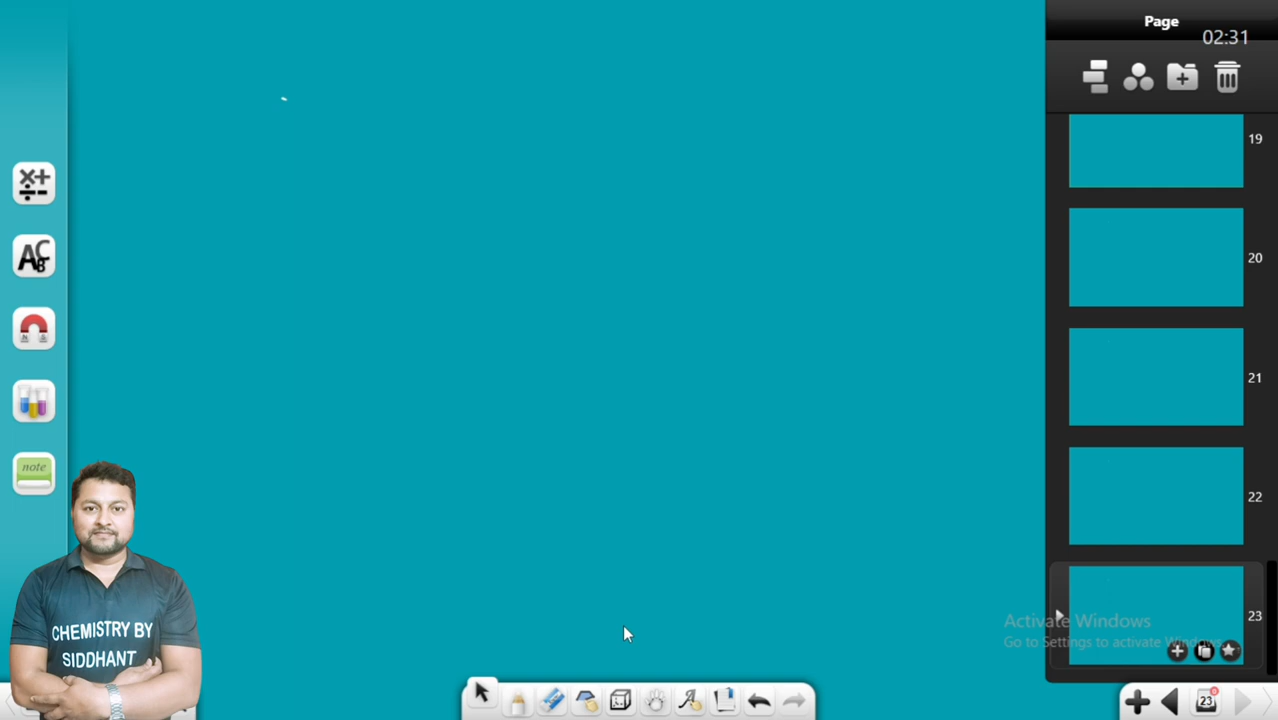 Page
02:31
19
20
21
22
23
Activate Windows
Go to Settings to activate Windows.
note
CHEMISTRY BY
SIDDHANT
23